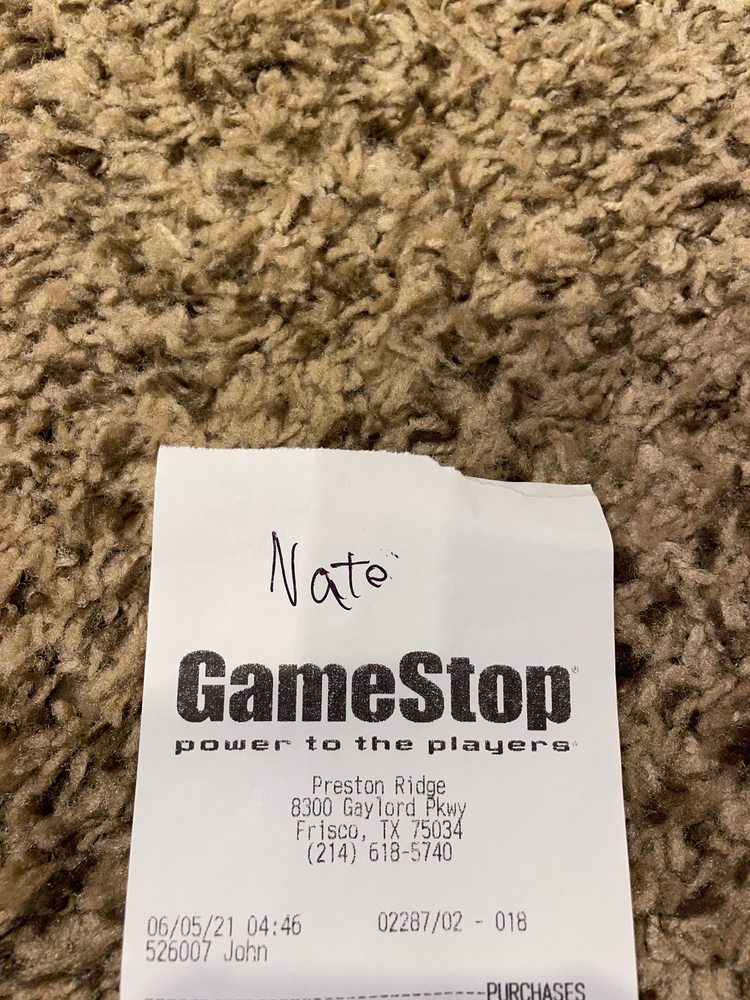 Nate
GameStop
power to the players
Preston Ridge
8300 Gaylord Pkwy
Frisco, TX 75034
(214) 618-5740
06/05/21 04:46 02287/02 - 018
526007 John
--------------------------PURCHASES